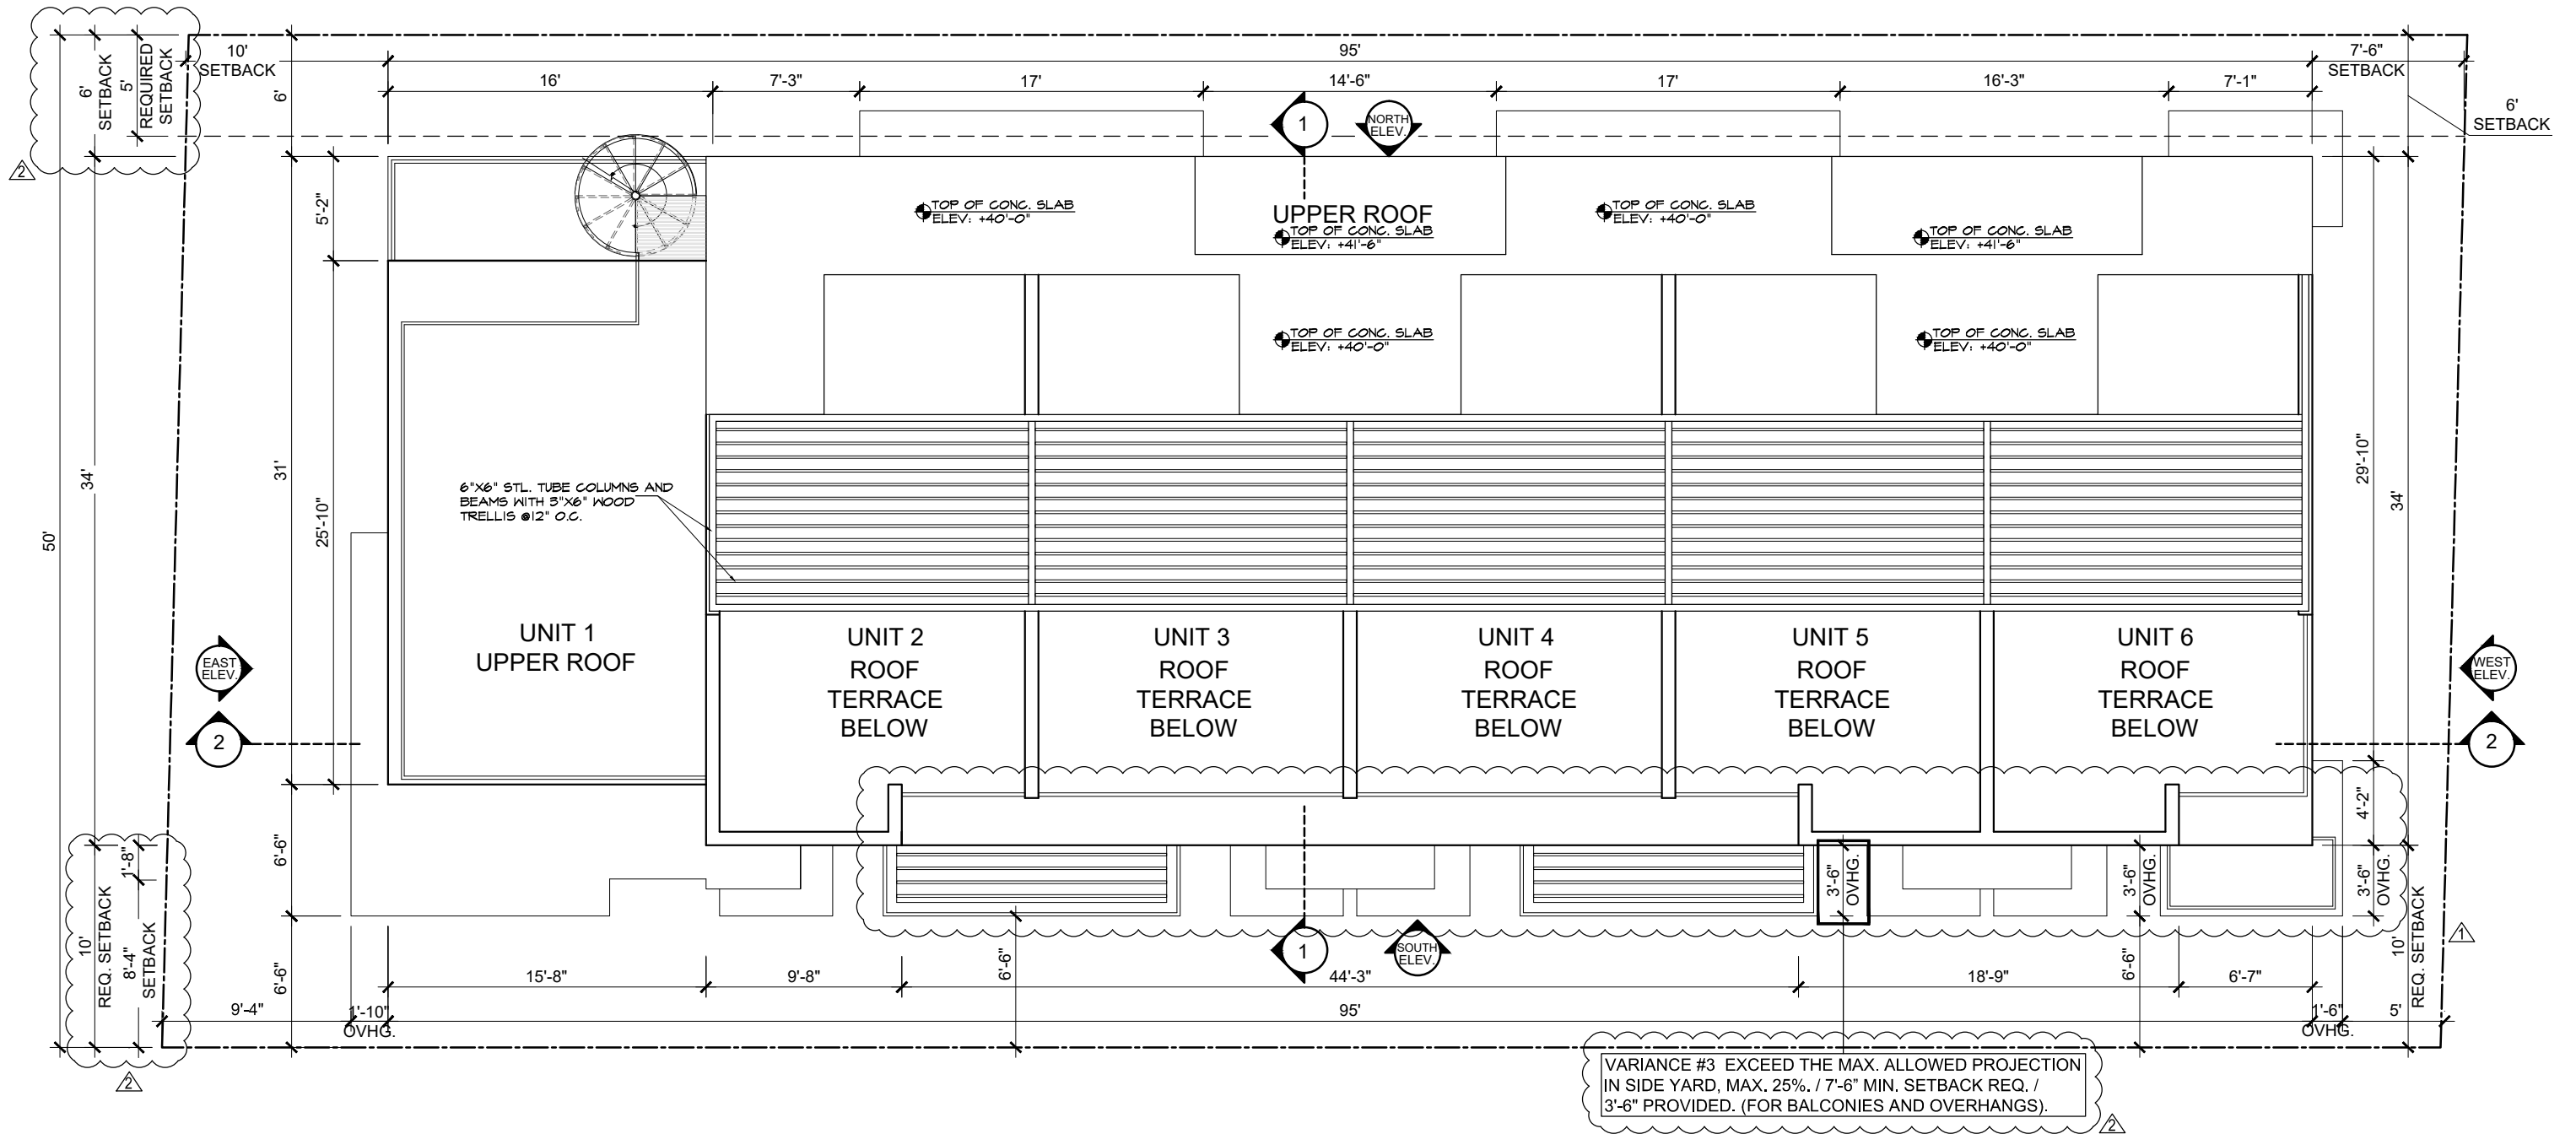 10'
SETBACK
95'
7'-6"
SETBACK
6'
SETBACK
5'
REQUIRED
SETBACK
6'
16'
7'-3"
17'
14'-6"
17'
16'-3"
7'-1"
6'
SETBACK
2
1
NORTH
ELEV.
5'-2"
TOP OF CONC. SLAB
ELEV: +40'-0"
UPPER ROOF
TOP OF CONC. SLAB
ELEV: +41'-6"
TOP OF CONC. SLAB
ELEV: +40'-0"
TOP OF CONC. SLAB
ELEV: +41'-6"
TOP OF CONC. SLAB
ELEV: +40'-0"
TOP OF CONC. SLAB
ELEV: +40'-0"
50'
34'
31'
25'-10"
6"X6" STL. TUBE COLUMNS AND
BEAMS WITH 3"X6" WOOD
TRELLIS @12" O.C.
29'-10"
34'
UNIT 1
UPPER ROOF
UNIT 2
ROOF
TERRACE
BELOW
UNIT 3
ROOF
TERRACE
BELOW
UNIT 4
ROOF
TERRACE
BELOW
UNIT 5
ROOF
TERRACE
BELOW
UNIT 6
ROOF
TERRACE
BELOW
EAST
ELEV.
2
WEST
ELEV.
2
4'-2"
10'
REQ. SETBACK
1'-8"
8'-4"
SETBACK
6'-6"
6'-6"
3'-6"
OVHG.
3'-6"
OVHG.
3'-6"
OVHG.
10'
REQ. SETBACK
1
1
SOUTH
ELEV.
15'-8"
9'-8"
6'-6"
44'-3"
18'-9"
6'-6"
6'-7"
9'-4"
1'-10"
OVHG.
95'
1'-6"
OVHG.
5'
2
VARIANCE #3 EXCEED THE MAX. ALLOWED PROJECTION
IN SIDE YARD, MAX. 25%. / 7'-6" MIN. SETBACK REQ. /
3'-6" PROVIDED. (FOR BALCONIES AND OVERHANGS).
2